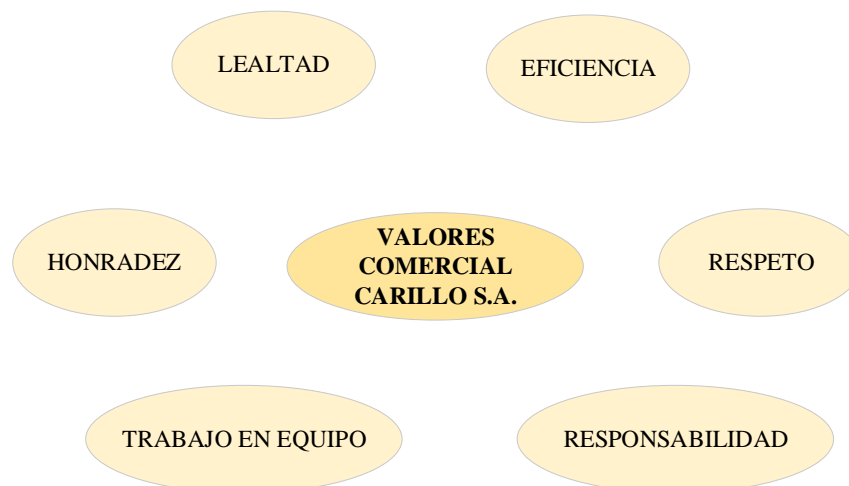 LEALTAD
EFICIENCIA
HONRADEZ
VALORES
COMERCIAL
CARILLO S.A.
RESPETO
TRABAJO EN EQUIPO
RESPONSABILIDAD